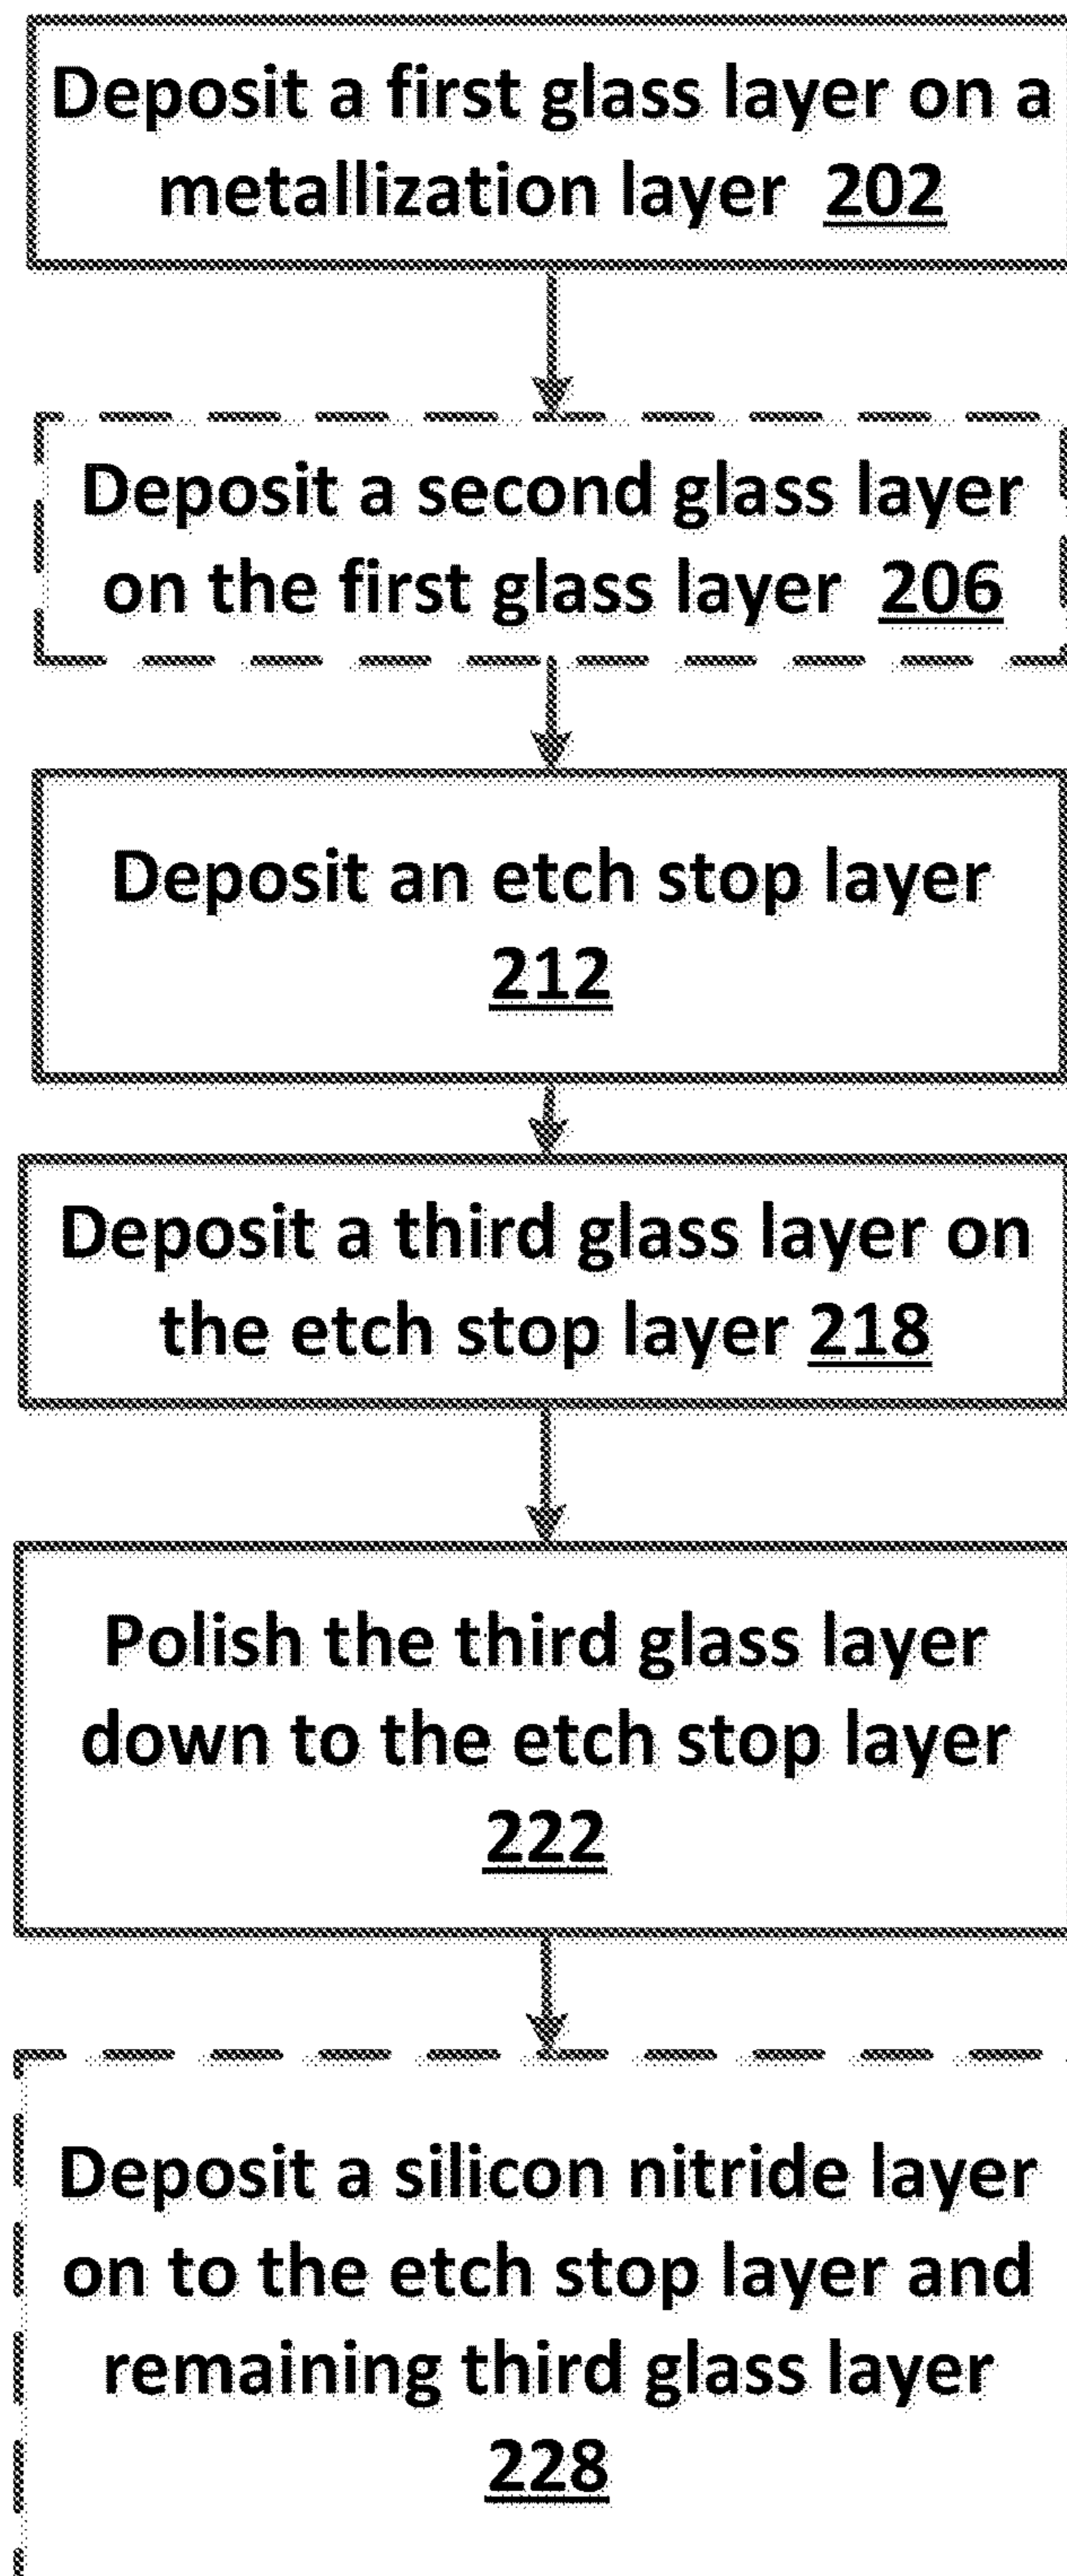 Deposit a first glass layer on a
metallization layer 202
Deposit a second glass layer
on the first glass layer 206
Deposit an etch stop layer
212
Deposit a third glass layer on
the etch stop layer 218
Polish the third glass layer
down to the etch stop layer
222
Deposit a silicon nitride layer
on to the etch stop layer and
remaining third glass layer
228